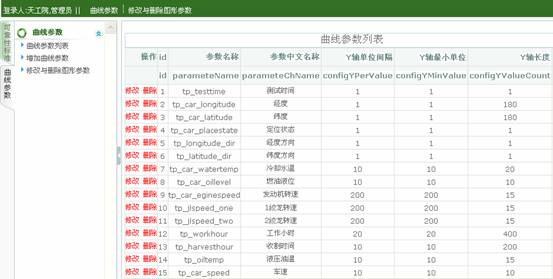 登录人:天工院,管理员 || 曲线参数 | 修改与删除图形参数
可靠性标准
曲线参数
曲线参数
曲线参数列表
增加曲线参数
修改与删除图形参数
曲线参数列表
操作 id 参数名称 参数中文名称 Y轴单位间隔 Y轴最小单位 Y轴长度
id parameteName parameteChName configYPerValue configYMinValue configYValueCount
修改 删除 1 tp_testtime 测试时间 1 1 1
修改 删除 2 tp_car_longitude 经度 1 1 180
修改 删除 3 tp_car_latitude 纬度 1 1 180
修改 删除 4 tp_car_placestate 定位状态 1 1 1
修改 删除 5 tp_longitude_dir 经度方向 1 1 1
修改 删除 6 tp_latitude_dir 纬度方向 1 1 1
修改 删除 7 tp_car_watertemp 冷却水温 10 10 20
修改 删除 8 tp_car_oillevel 燃油液位 10 10 10
修改 删除 9 tp_car_eginespeed 发动机转速 200 200 15
修改 删除 10 tp_jlspeed_one 1绞龙转速 200 200 15
修改 删除 11 tp_jlspeed_two 2绞龙转速 200 200 15
修改 删除 12 tp_workhour 工作小时 20 20 400
修改 删除 13 tp_harvesthour 收割时间 10 10 200
修改 删除 14 tp_oiltemp 液压油温 10 10 15
修改 删除 15 tp_car_speed 车速 10 10 15